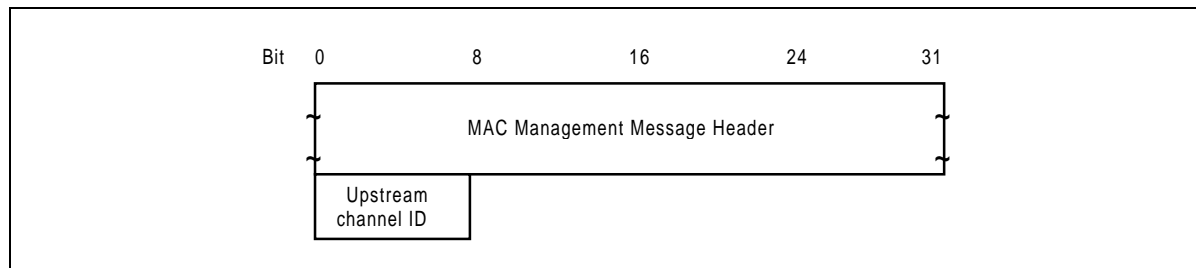 Bit 0 8 16 24 31
MAC Management Message Header
Upstream
channel ID